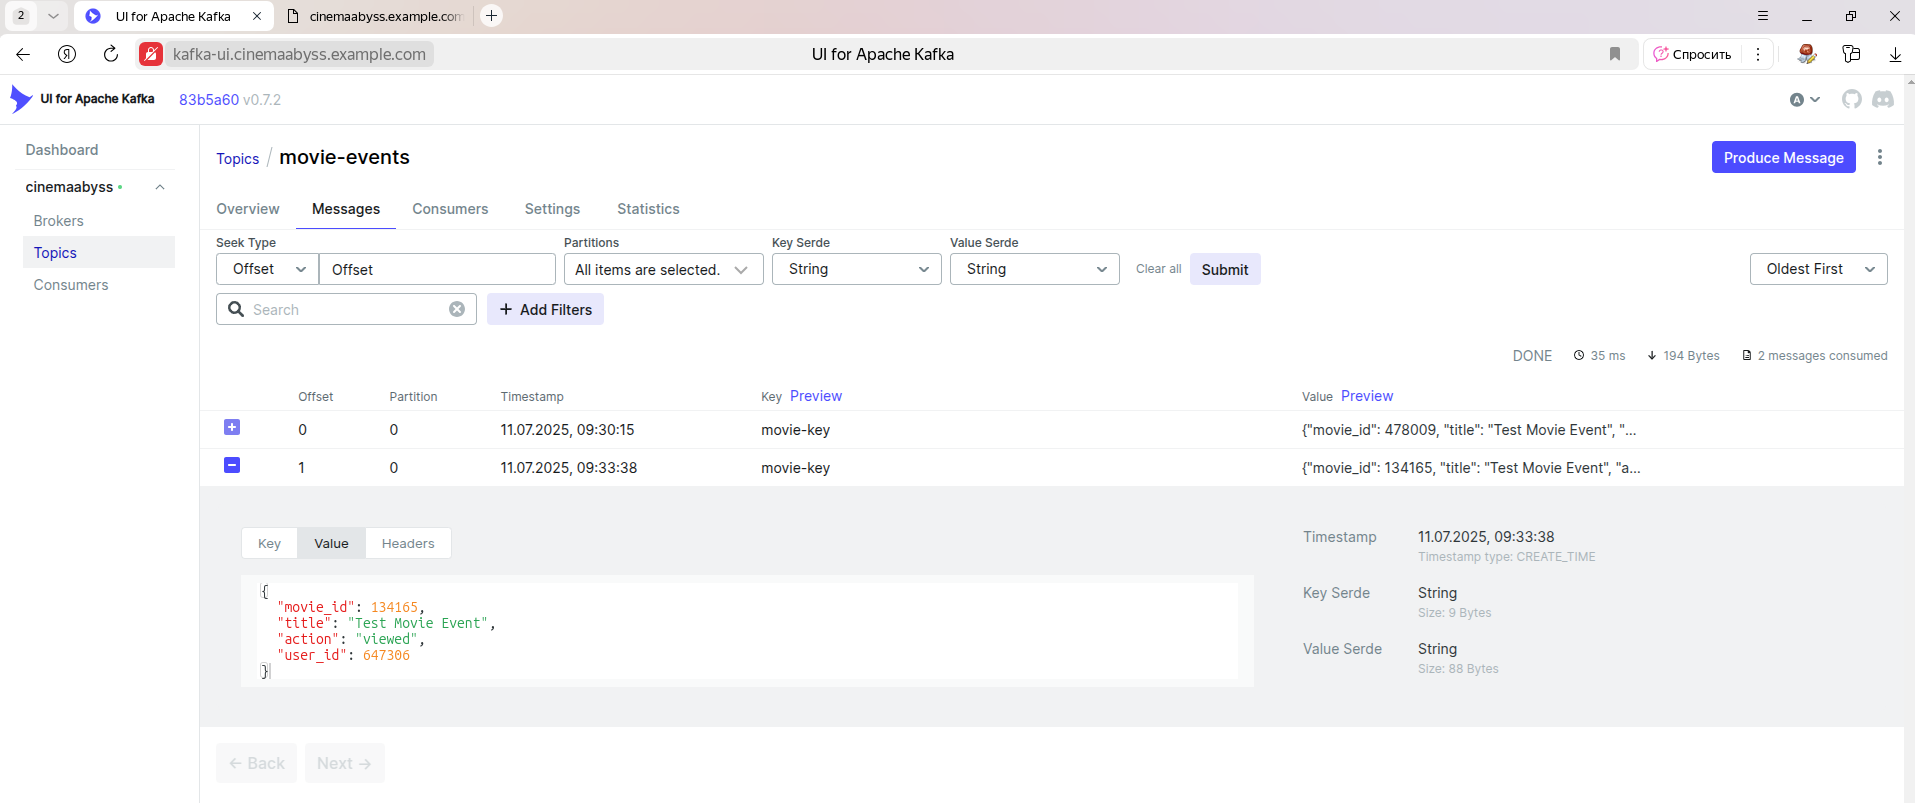 2
UI for Apache Kafka
cinemaabyss.example.com
kafka-ui.cinemaabyss.example.com
UI for Apache Kafka
Спросить
UI for Apache Kafka
83b5a60 v0.7.2
A
Dashboard
cinemaabyss
Brokers
Topics
Consumers
Topics / movie-events
Produce Message
Overview
Messages
Consumers
Settings
Statistics
Seek Type
Partitions
Key Serde
Value Serde
Offset
Offset
All items are selected.
String
String
Clear all
Submit
Oldest First
Search
Add Filters
DONE
35 ms
194 Bytes
2 messages consumed
Offset
Partition
Timestamp
Key Preview
Value Preview
0
0
11.07.2025, 09:30:15
movie-key
{"movie_id": 478009, "title": "Test Movie Event", "...
1
0
11.07.2025, 09:33:38
movie-key
{"movie_id": 134165, "title": "Test Movie Event", "a...
Key
Value
Headers
{
"movie_id": 134165,
"title": "Test Movie Event",
"action": "viewed",
"user_id": 647306
}
Timestamp
11.07.2025, 09:33:38
Timestamp type: CREATE_TIME
Key Serde
String
Size: 9 Bytes
Value Serde
String
Size: 88 Bytes
← Back
Next →